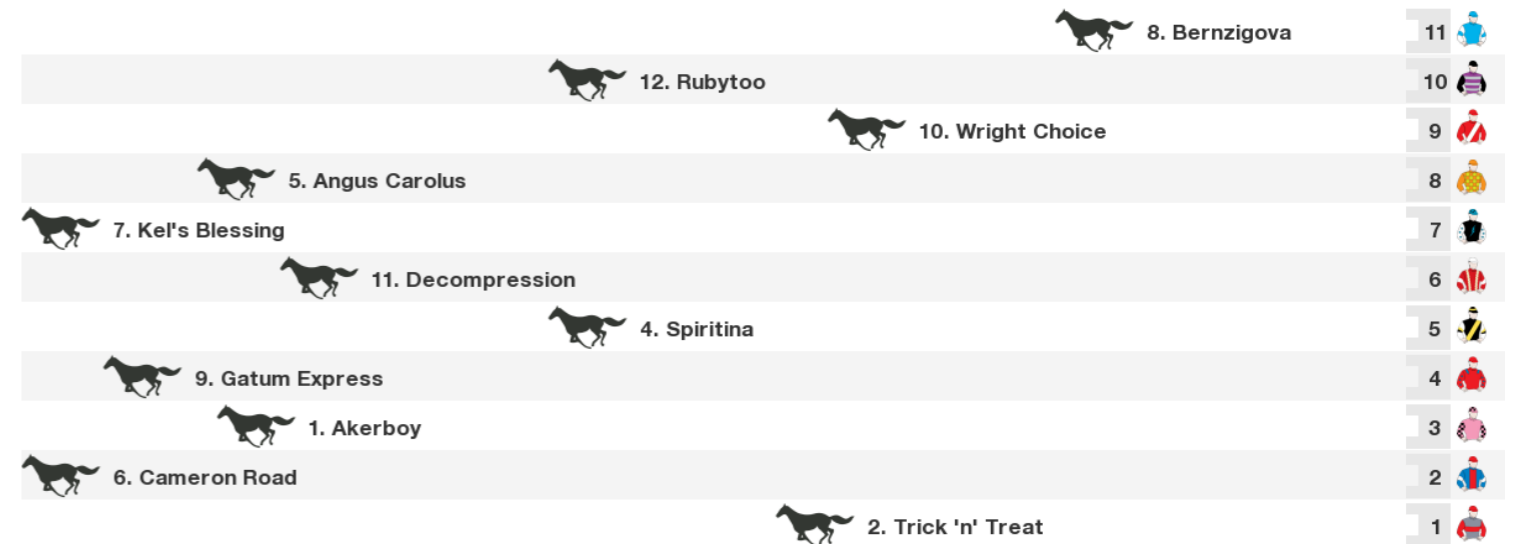 8. Bernzigova 11
12. Rubytoo 10
10. Wright Choice 9
5. Angus Carolus 8
7. Kel's Blessing 7
11. Decompression 6
4. Spiritina 5
9. Gatum Express 4
1. Akerboy 3
6. Cameron Road 2
2. Trick 'n' Treat 1